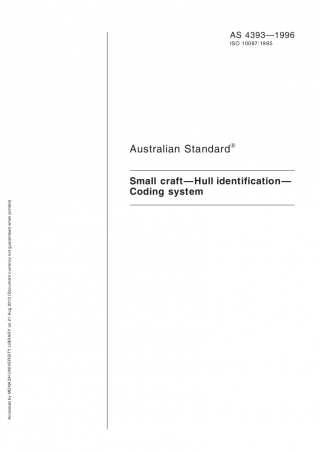 AS 4393—1996
ISO 10087:1995
Australian Standard®
Small craft—Hull identification—
Coding system
Accessed by MONASH UNIVERSITY LIBRARY on 21 Aug 2013 (Document currency not guaranteed when printed)